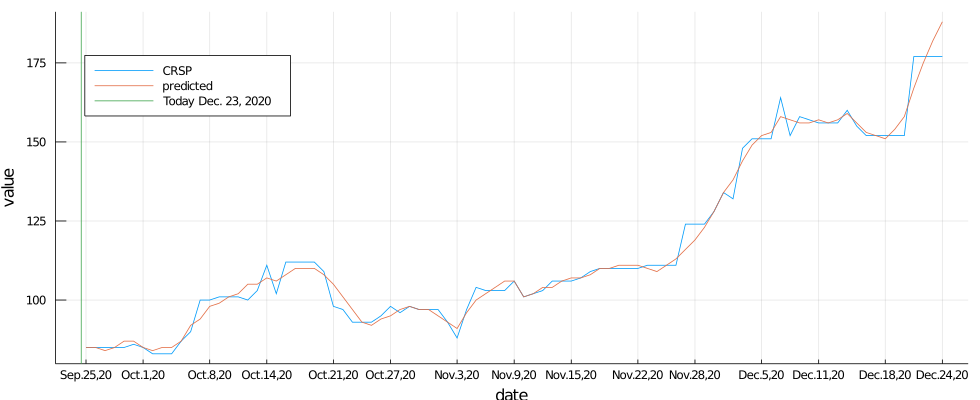 CRSP
predicted
Today Dec. 23, 2020
value
175
150
125
100
Sep.25,20 Oct.1,20 Oct.8,20 Oct.14,20 Oct.21,20 Oct.27,20 Nov.3,20 Nov.9,20 Nov.15,20 Nov.22,20 Nov.28,20 Dec.5,20 Dec.11,20 Dec.18,20 Dec.24,20
date